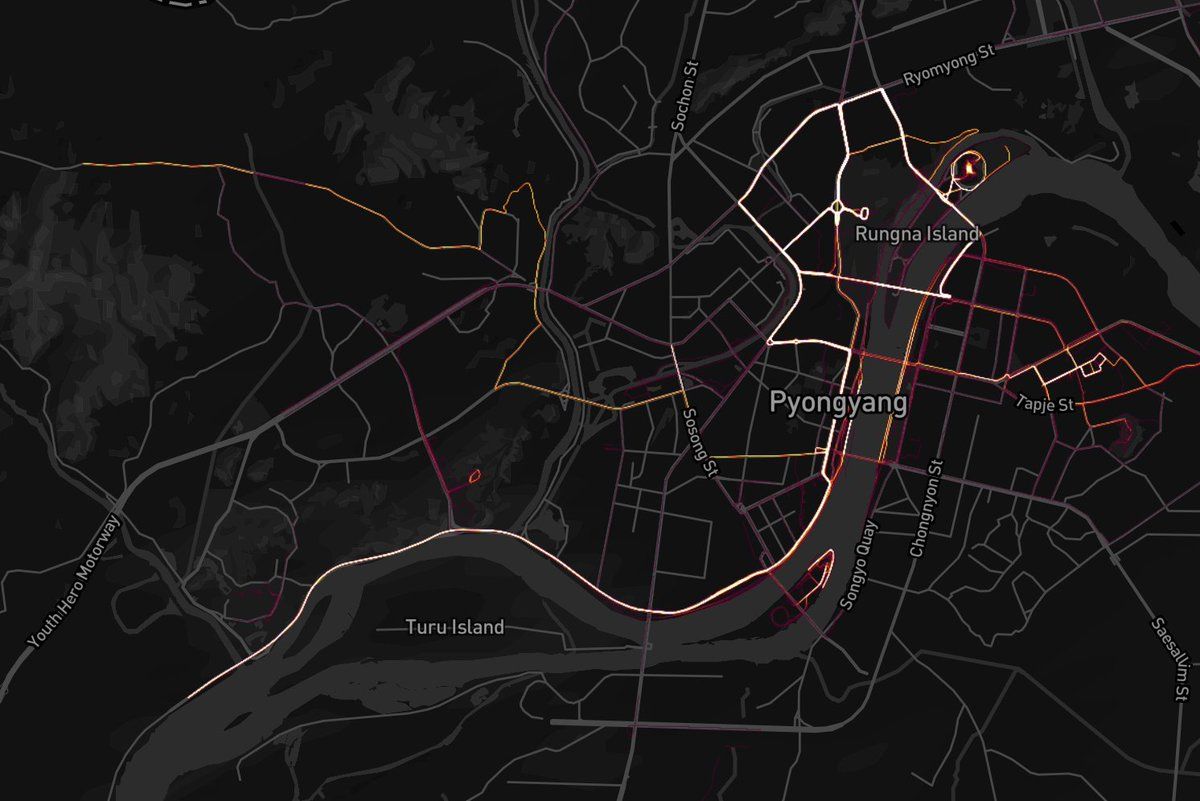 Ryomyong St
Sochon St
Rungna Island
Pyongyang
Tapje St
Sosong St
Chongnyon St
Youth Hero Motorway
Songyo Quay
Turu Island
Saesallim St